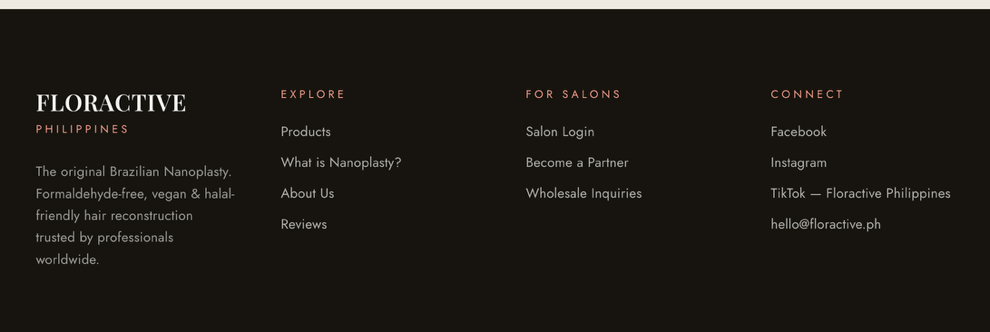 FLORACTIVE
PHILIPPINES
The original Brazilian Nanoplasty.
Formaldehyde-free, vegan & halal-
friendly hair reconstruction
trusted by professionals
worldwide.
EXPLORE
Products
What is Nanoplasty?
About Us
Reviews
FOR SALONS
Salon Login
Become a Partner
Wholesale Inquiries
CONNECT
Facebook
Instagram
TikTok — Floractive Philippines
hello@floractive.ph